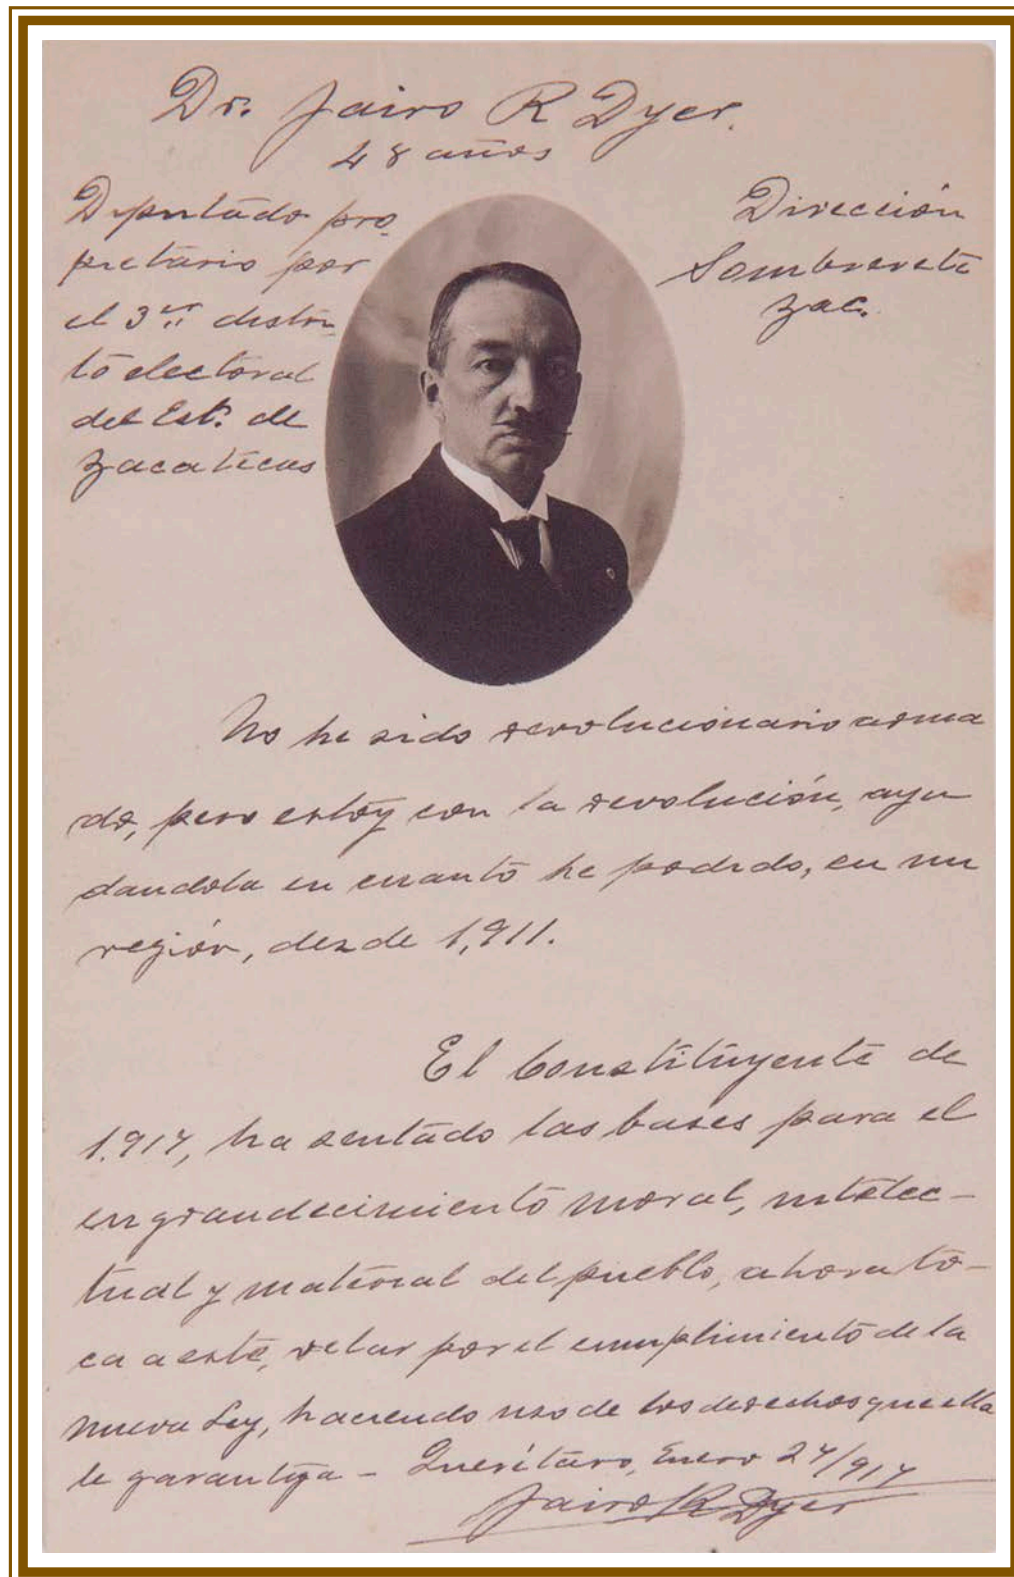 Dr. Jairo R Dyer.
48 años
Diputado pro
pietario por
el 3er distri
to electoral
del Est. de
Zacatecas
Dirección
Sombrerete
Zac.
No he sido revolucionario arma
do, pero estoy con la revolución, ayu
dandola en cuanto he podido, en mi
región, desde 1,911.
El Constituyente de
1.917, ha sentado las bases para el
engrandecimiento moral, intelec-
tual y material del pueblo, ahora to-
ca a este, velar por el cumplimiento de la
nueva Ley, haciendo uso de los derechos que ella
le garantiza - Querétaro, Enero 27/917
Jairo R Dyer